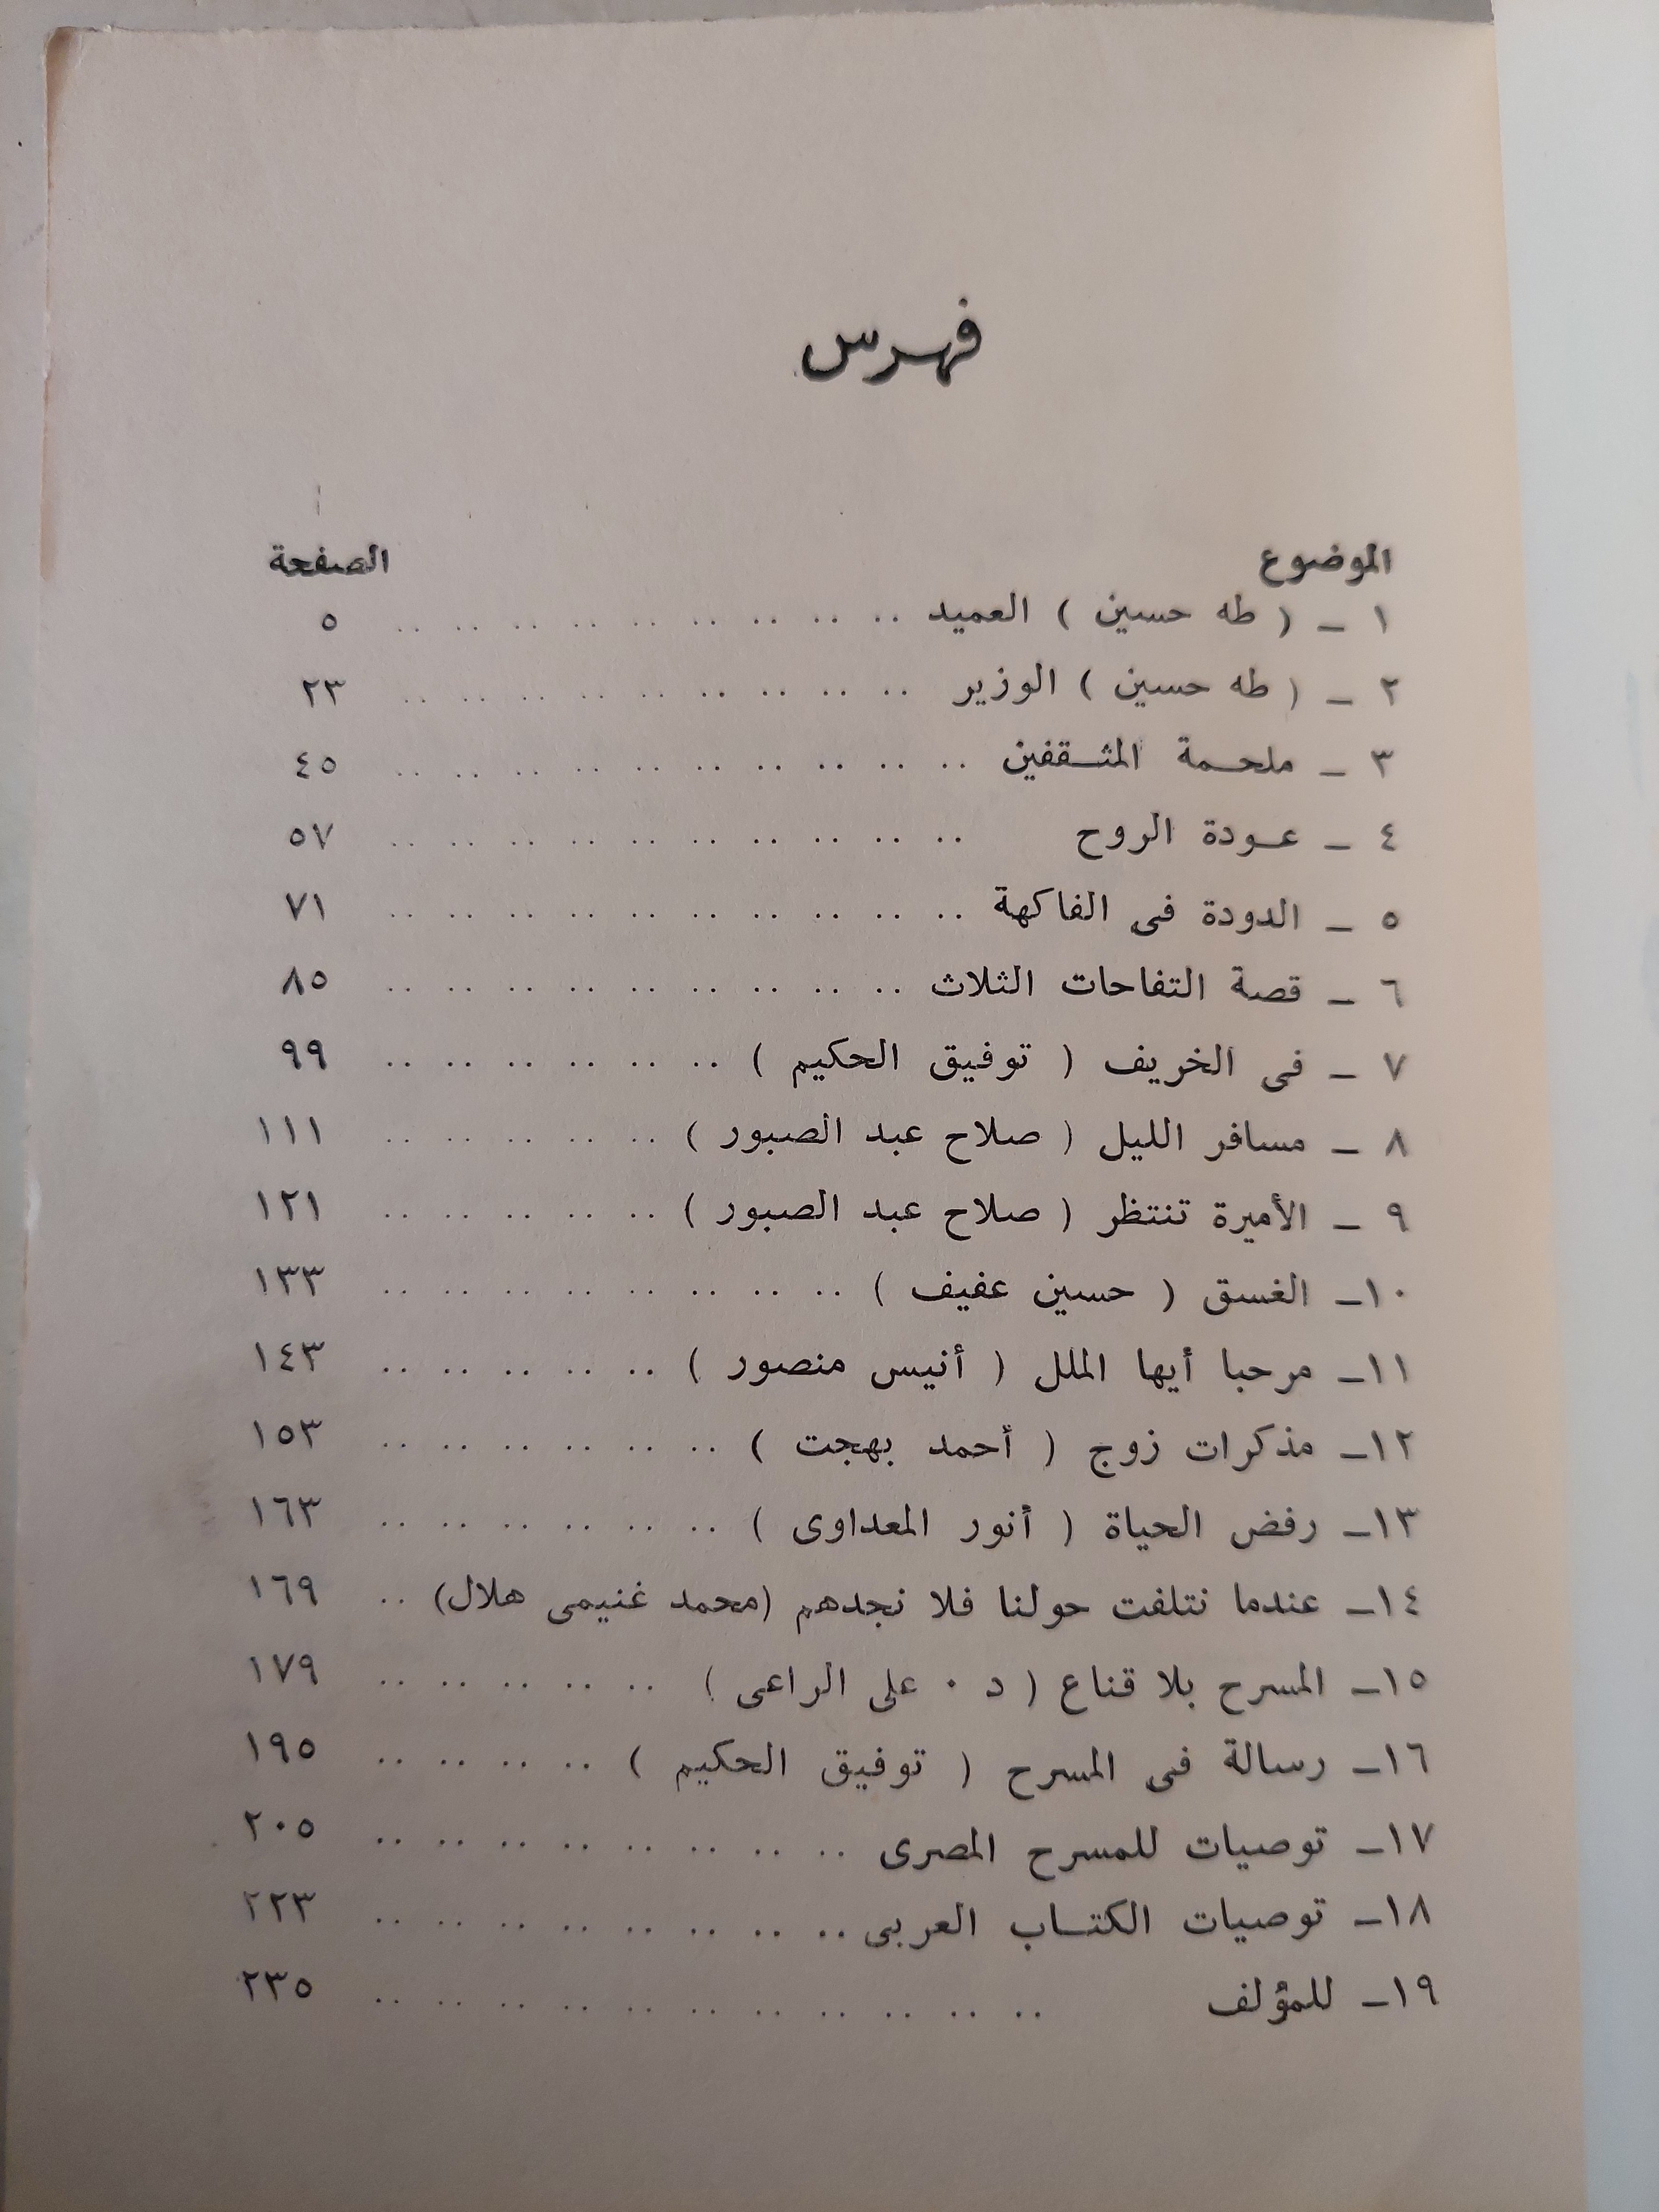 فهرس
الموضوع الصفحة
١ ـ ( طه حسين ) العميد .. .. .. .. .. .. .. .. .. ٥
٢ ـ ( طه حسين ) الوزير .. .. .. .. .. .. .. .. .. ٢٣
٣ ـ ملحمة المثقفين .. .. .. .. .. .. .. .. .. .. ٤٥
٤ ـ عودة الروح .. .. .. .. .. .. .. .. .. .. ٥٧
٥ ـ الدودة فى الفاكهة .. .. .. .. .. .. .. .. .. .. ٧١
٦ ـ قصة التفاحات الثلاث .. .. .. .. .. .. .. .. .. ٨٥
٧ ـ فى الخريف ( توفيق الحكيم ) .. .. .. .. .. .. ٩٩
٨ ـ مسافر الليل ( صلاح عبد الصبور ) .. .. .. .. .. ١١١
٩ ـ الأميرة تنتظر ( صلاح عبد الصبور ) .. .. .. .. .. ١٢١
١٠ـ الغسق ( حسين عفيف ) .. .. .. .. .. .. .. .. ١٣٣
١١ـ مرحبا أيها الملل ( أنيس منصور ) .. .. .. .. .. ١٤٣
١٢ـ مذكرات زوج ( أحمد بهجت ) .. .. .. .. .. .. ١٥٣
١٣ـ رفض الحياة ( أنور المعداوى ) .. .. .. .. .. .. ١٦٣
١٤ـ عندما نتلفت حولنا فلا نجدهم (محمد غنيمى هلال) .. ١٦٩
١٥ـ المسرح بلا قناع ( د ٠ على الراعى ) .. .. .. .. .. ١٧٩
١٦ـ رسالة فى المسرح ( توفيق الحكيم ) .. .. .. .. ١٩٥
١٧ـ توصيات للمسرح المصرى .. .. .. .. .. .. .. .. ٢٠٥
١٨ـ توصيات الكتاب العربى .. .. .. .. .. .. .. .. ٢٢٣
١٩ـ للمؤلف .. .. .. .. .. .. .. .. .. .. .. ٢٣٥